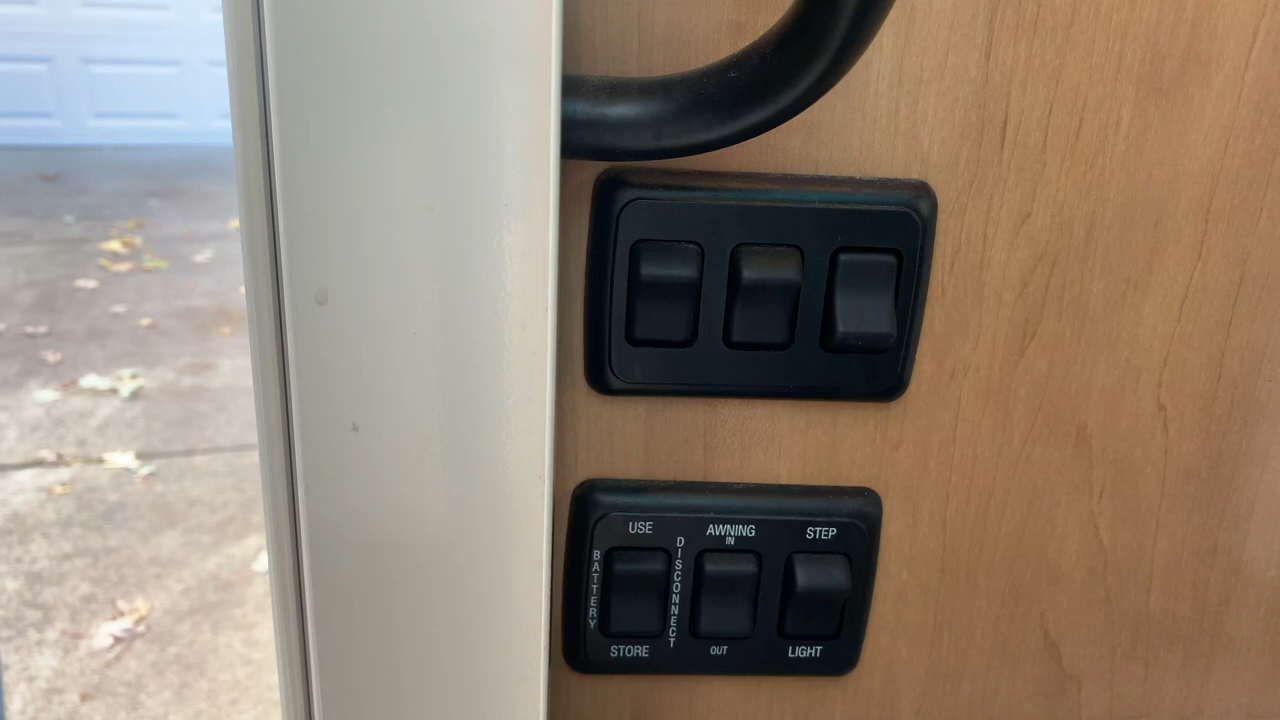 USE
BATTERY
DISCONNECT
STORE
AWNING
IN
OUT
STEP
LIGHT